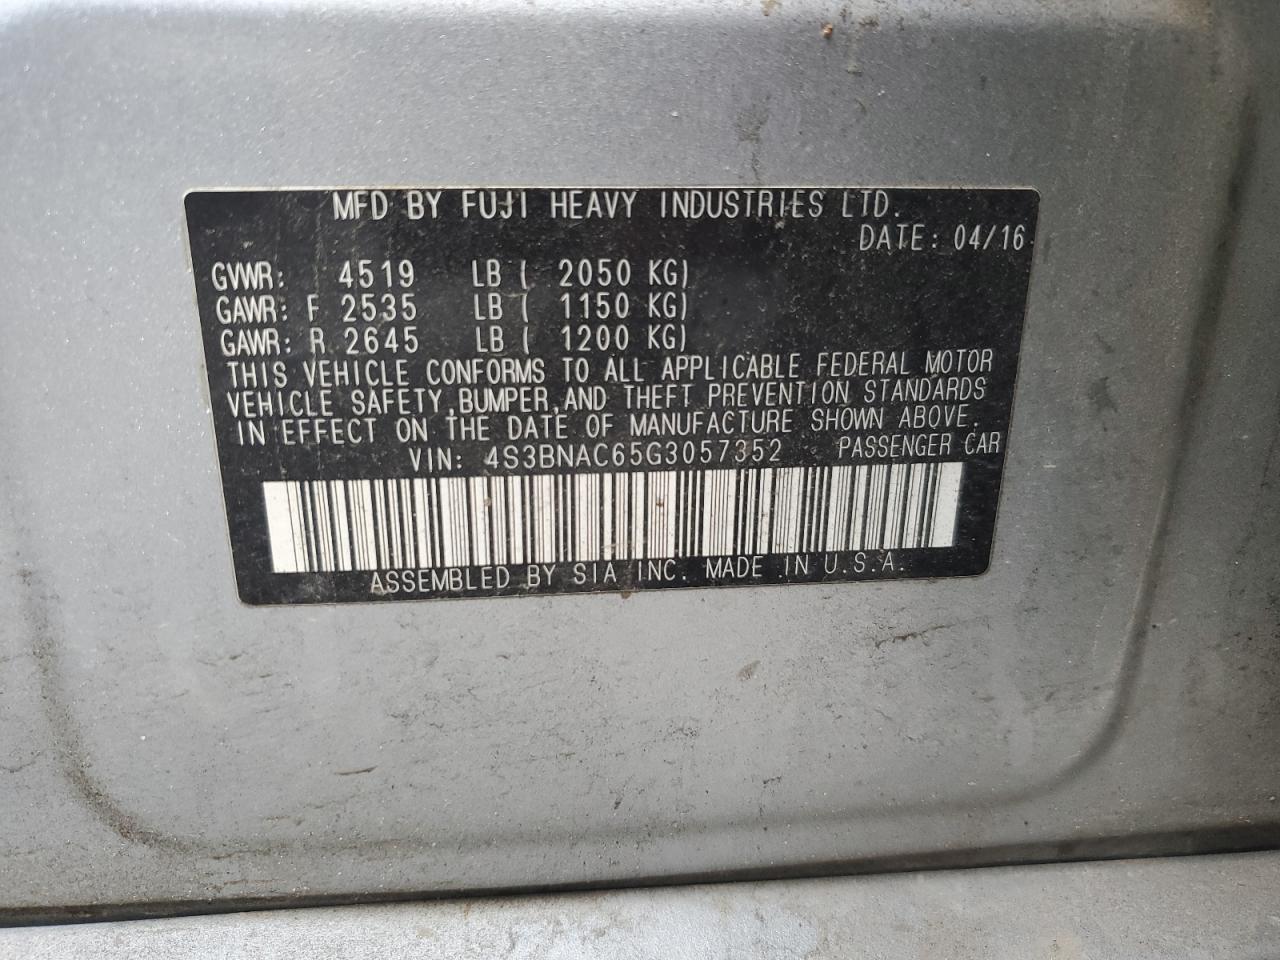 MFD BY FUJI HEAVY INDUSTRIES LTD.
DATE: 04/16
GVWR: 4519 LB ( 2050 KG)
GAWR: F 2535 LB ( 1150 KG)
GAWR: R 2645 LB ( 1200 KG)
THIS VEHICLE CONFORMS TO ALL APPLICABLE FEDERAL MOTOR
VEHICLE SAFETY,BUMPER,AND THEFT PREVENTION STANDARDS
IN EFFECT ON THE DATE OF MANUFACTURE SHOWN ABOVE.
VIN: 4S3BNAC65G3057352 PASSENGER CAR
ASSEMBLED BY SIA INC. MADE IN U.S.A.